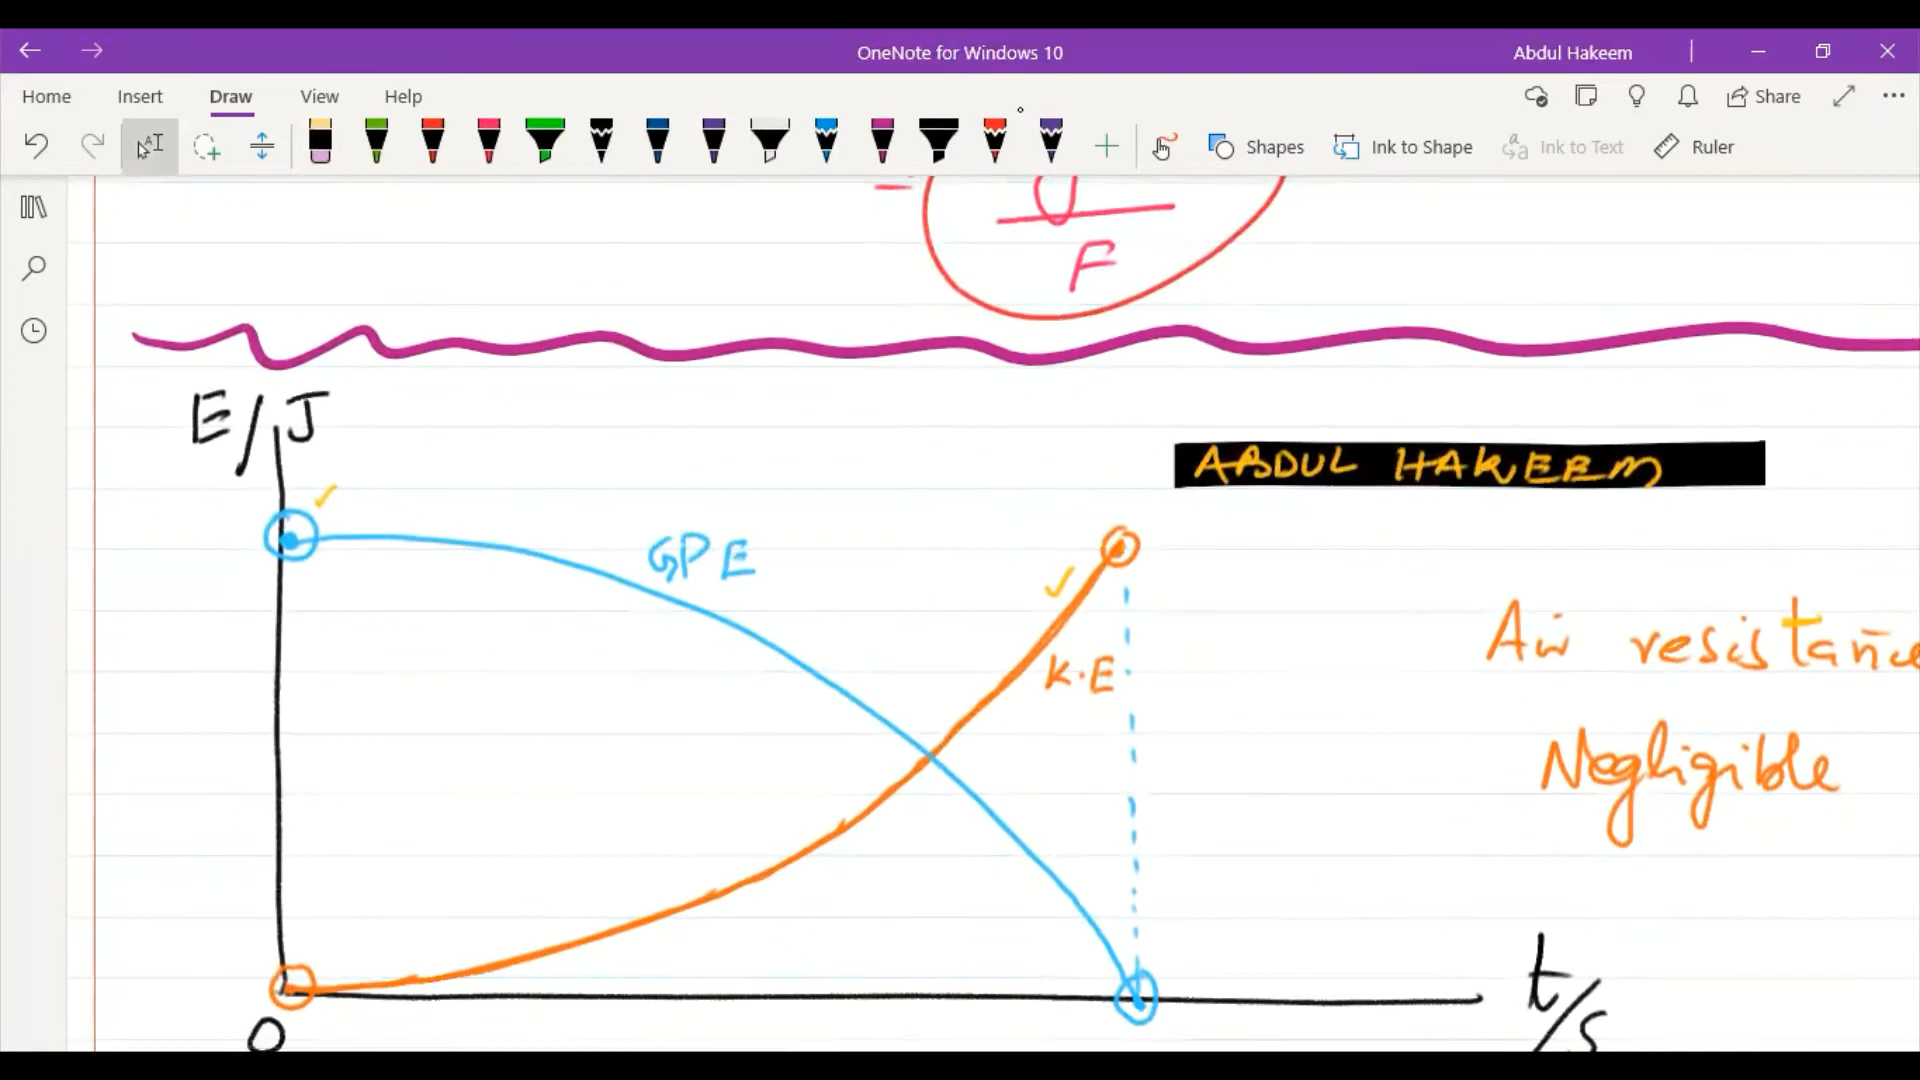 OneNote for Windows 10
Abdul Hakeem
Home Insert Draw View Help
Share
Shapes Ink to Shape Ink to Text Ruler
F
E/J
ABDUL HAKEEM
GPE
K.E
Air resistance
Negligible
t/s
0